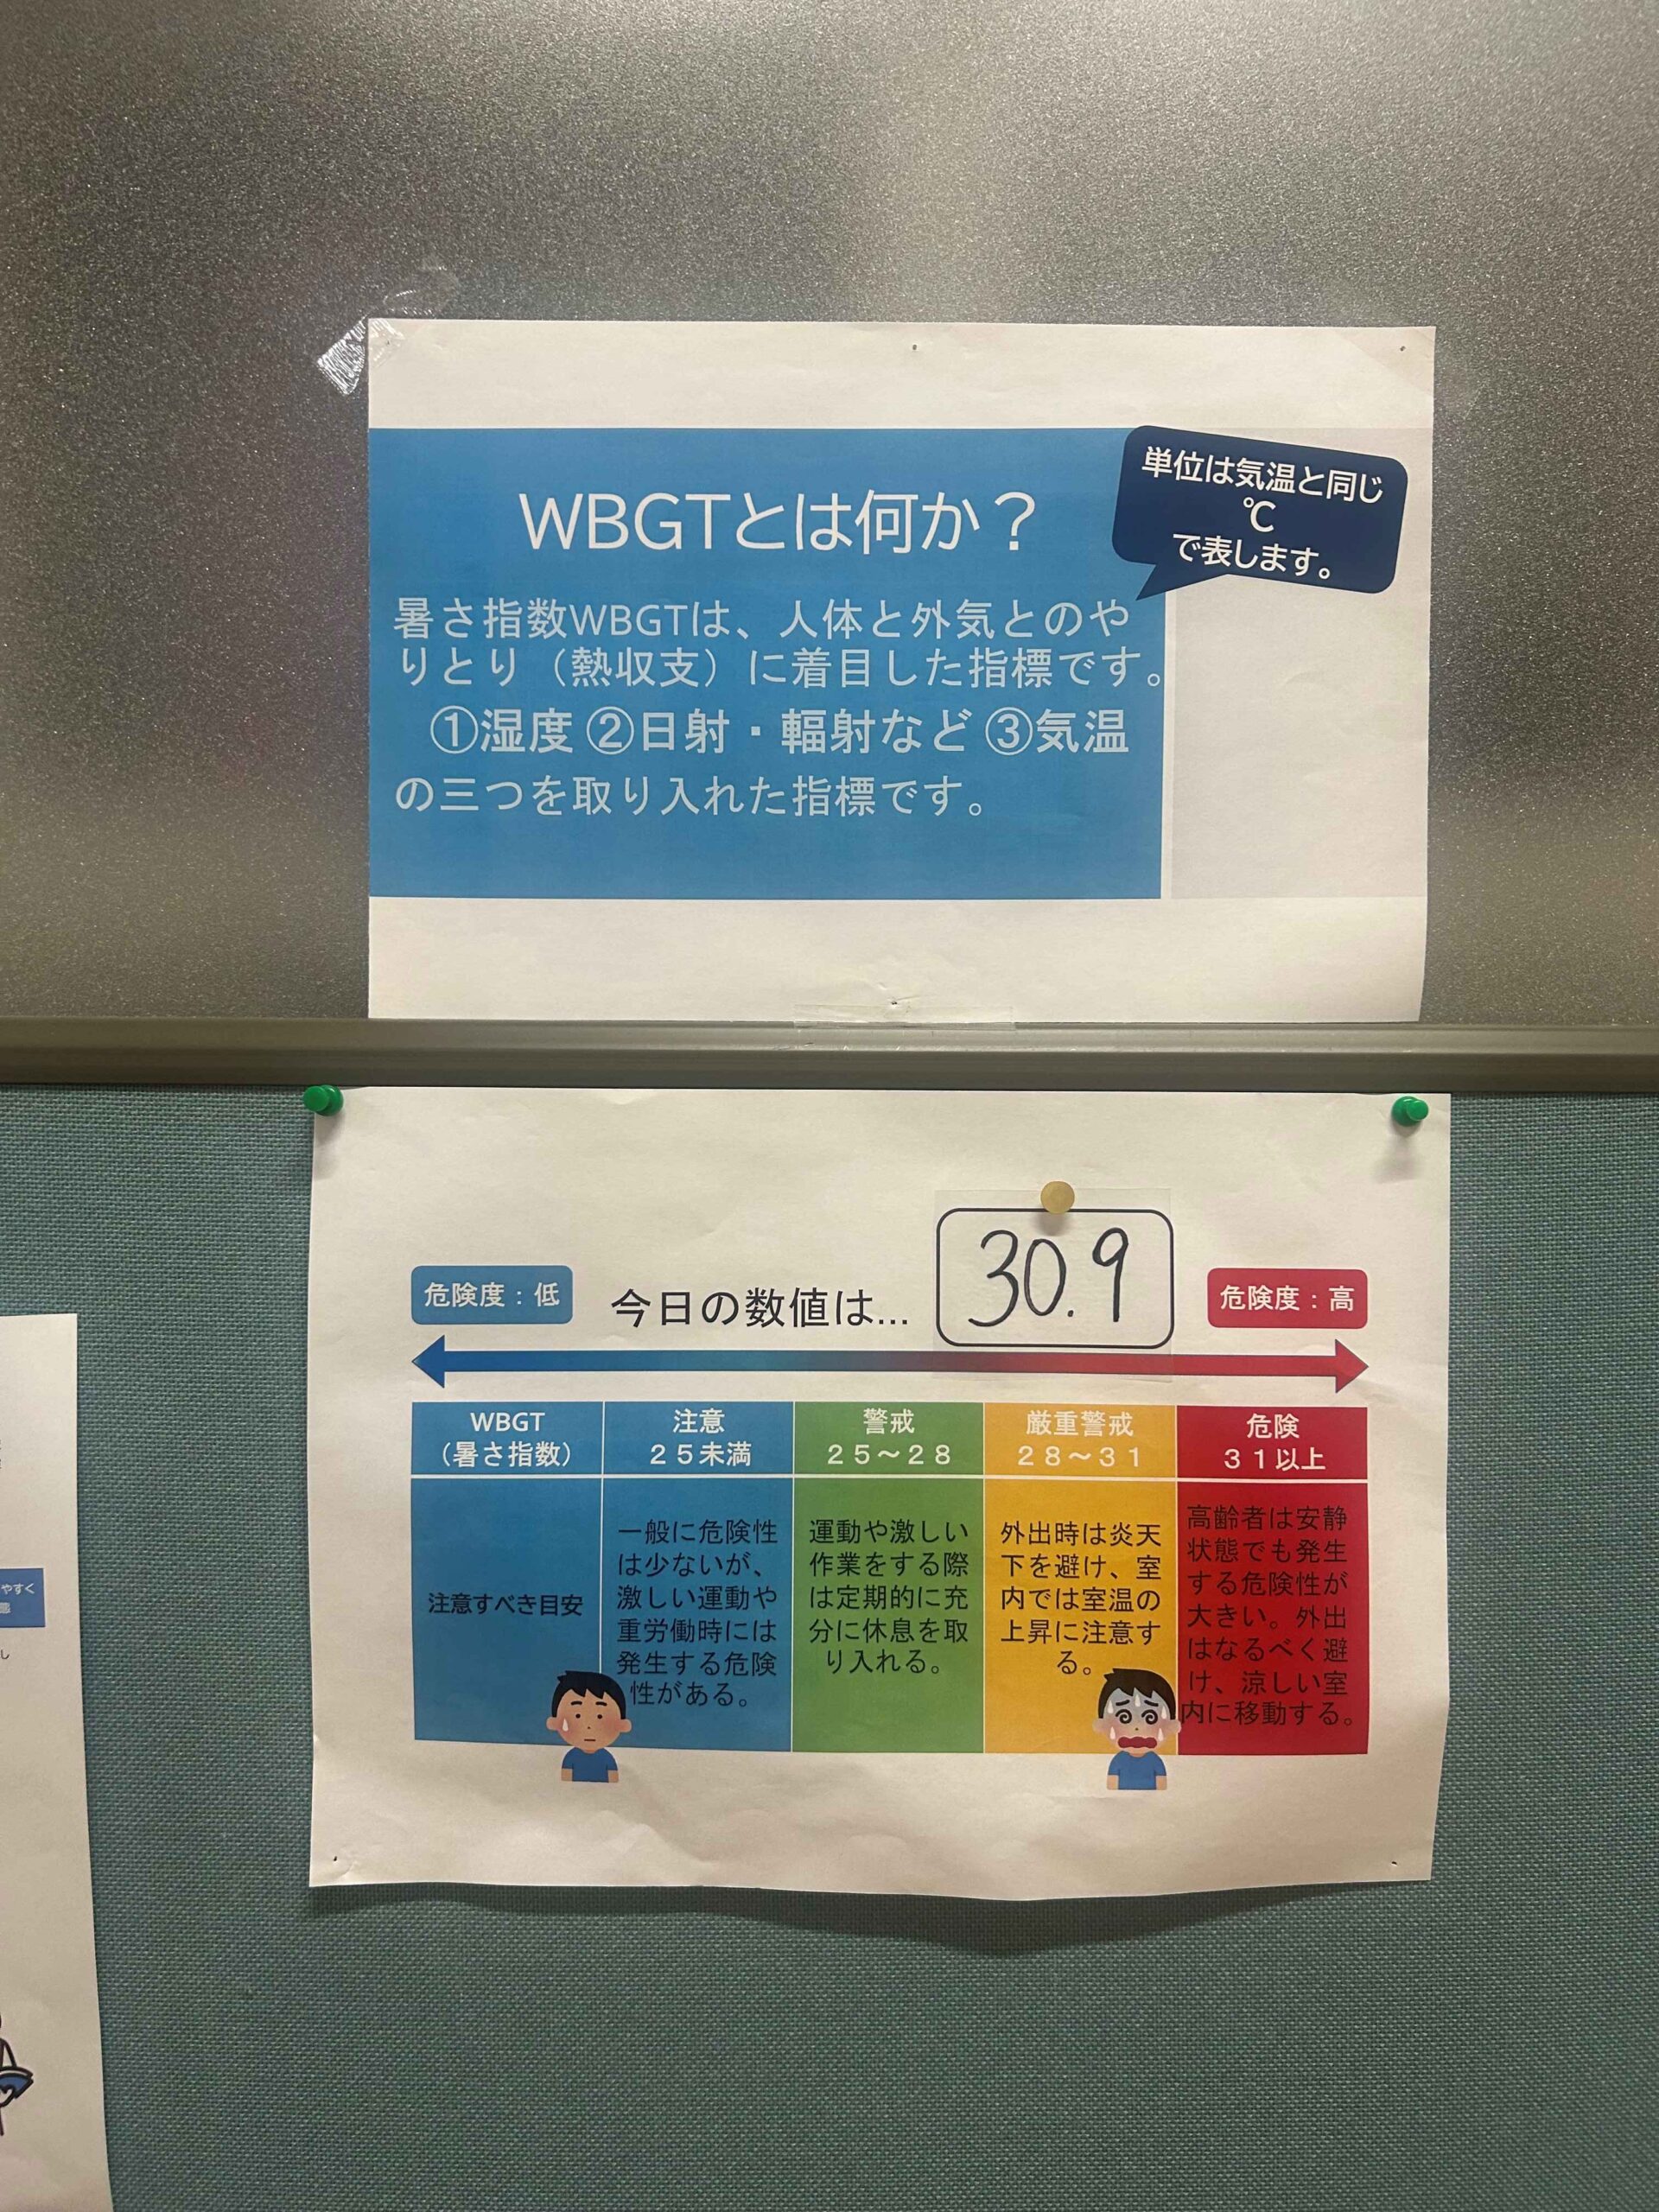 WBGTとは何か？
単位は気温と同じ
℃
で表します。
暑さ指数WBGTは、人体と外気とのや
りとり（熱収支）に着目した指標です。
①湿度 ②日射・輻射など ③気温
の三つを取り入れた指標です。
危険度：低
今日の数値は...
30.9
危険度：高
WBGT
（暑さ指数）
注意
２５未満
警戒
２５～２８
厳重警戒
２８～３１
危険
３１以上
注意すべき目安
一般に危険性
は少ないが、
激しい運動や
重労働時には
発生する危険
性がある。
運動や激しい
作業をする際
は定期的に充
分に休息を取
り入れる。
外出時は炎天
下を避け、室
内では室温の
上昇に注意す
る。
高齢者は安静
状態でも発生
する危険性が
大きい。外出
はなるべく避
け、涼しい室
内に移動する。
やすく
し